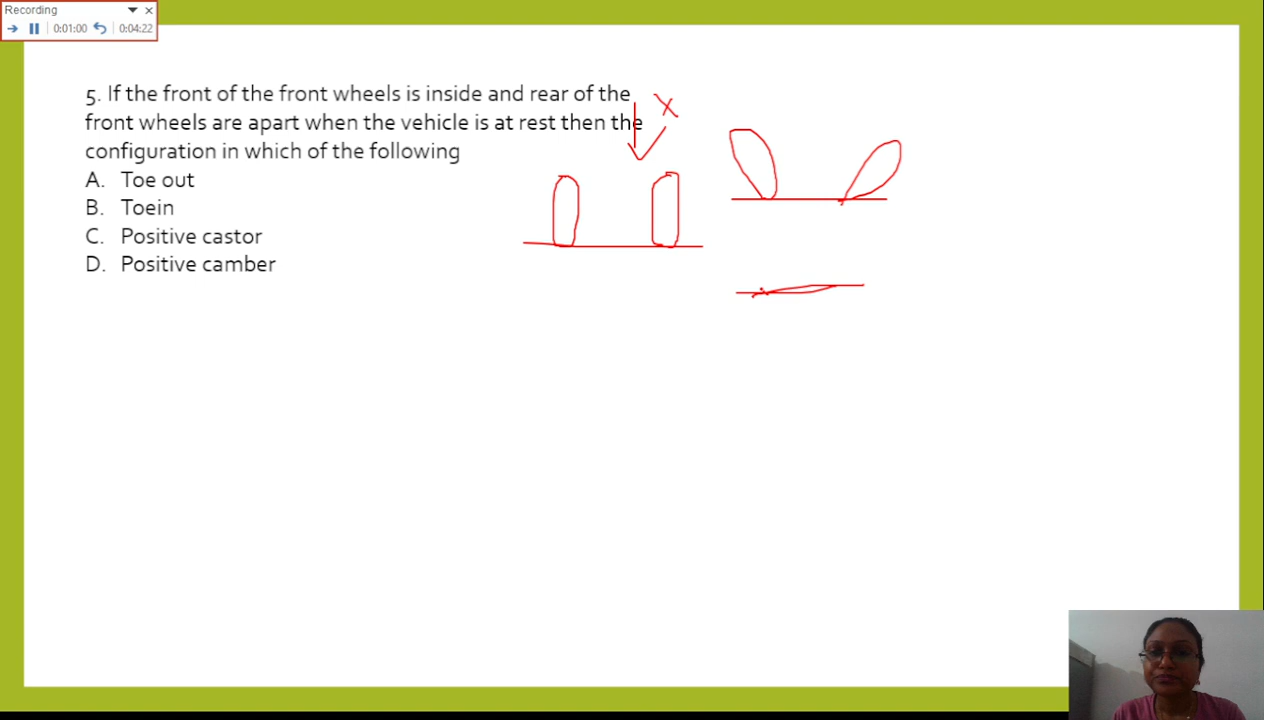 Recording
0:01:00 0:04:22
5. If the front of the front wheels is inside and rear of the
front wheels are apart when the vehicle is at rest then the
configuration in which of the following
A. Toe out
B. Toein
C. Positive castor
D. Positive camber
X